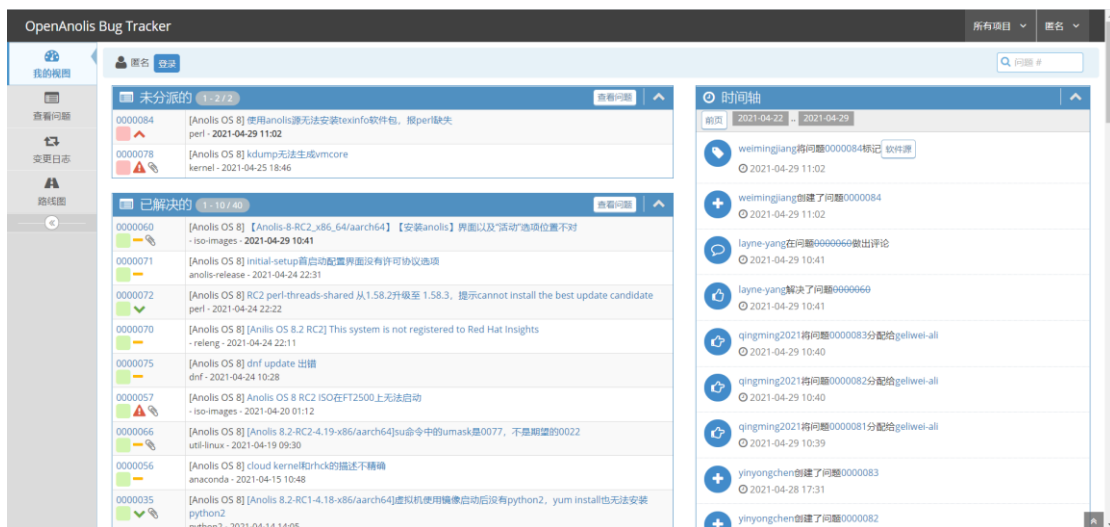 OpenAnolis Bug Tracker
所有项目
匿名
我的视图
查看问题
变更日志
路线图
匿名 登录
问题 #
未分派的 1 - 2 / 2
查看问题
0000084
[Anolis OS 8] 使用anolis源无法安装texinfo软件包，报perl缺失
perl - 2021-04-29 11:02
0000078
[Anolis OS 8] kdump无法生成vmcore
kernel - 2021-04-25 18:46
已解决的 1 - 10 / 40
查看问题
0000060
[Anolis OS 8] 【Anolis-8-RC2_x86_64/aarch64】【安装anolis】界面以及"活动"选项位置不对
- iso-images - 2021-04-29 10:41
0000071
[Anolis OS 8] initial-setup首启动配置界面没有许可协议选项
anolis-release - 2021-04-24 22:31
0000072
[Anolis OS 8] RC2 perl-threads-shared 从1.58.2升级至 1.58.3，提示cannot install the best update candidate
perl - 2021-04-24 22:22
0000070
[Anolis OS 8] [Anilis OS 8.2 RC2] This system is not registered to Red Hat Insights
- releng - 2021-04-24 22:11
0000075
[Anolis OS 8] dnf update 出错
dnf - 2021-04-24 10:28
0000057
[Anolis OS 8] Anolis OS 8 RC2 ISO在FT2500上无法启动
- iso-images - 2021-04-20 01:12
0000066
[Anolis OS 8] [Anolis 8.2-RC2-4.19-x86/aarch64]su命令中的umask是0077，不是期望的0022
util-linux - 2021-04-19 09:30
0000056
[Anolis OS 8] cloud kernel和rhck的描述不精确
anaconda - 2021-04-15 10:48
0000035
[Anolis OS 8] [Anolis 8.2-RC1-4.18-x86/aarch64]虚拟机使用镜像启动后没有python2，yum install也无法安装
python2
python2 - 2021-04-14 14:05
时间轴
前页 2021-04-22 .. 2021-04-29
weimingjiang将问题0000084标记 软件源
2021-04-29 11:02
weimingjiang创建了问题0000084
2021-04-29 11:02
layne-yang在问题0000060做出评论
2021-04-29 10:41
layne-yang解决了问题0000060
2021-04-29 10:41
qingming2021将问题0000083分配给geliwei-ali
2021-04-29 10:40
qingming2021将问题0000082分配给geliwei-ali
2021-04-29 10:40
qingming2021将问题0000081分配给geliwei-ali
2021-04-29 10:39
yinyongchen创建了问题0000083
2021-04-28 17:31
yinyongchen创建了问题0000082